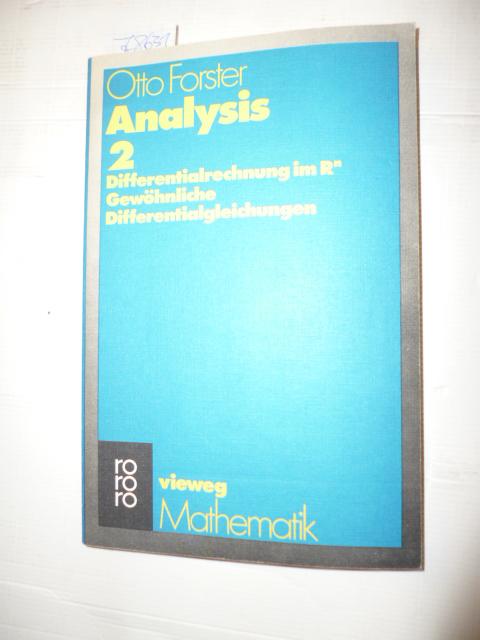 Otto Forster
Analysis
2
Differentialrechnung im Rⁿ
Gewöhnliche
Differentialgleichungen
ro
ro
ro
vieweg
Mathematik